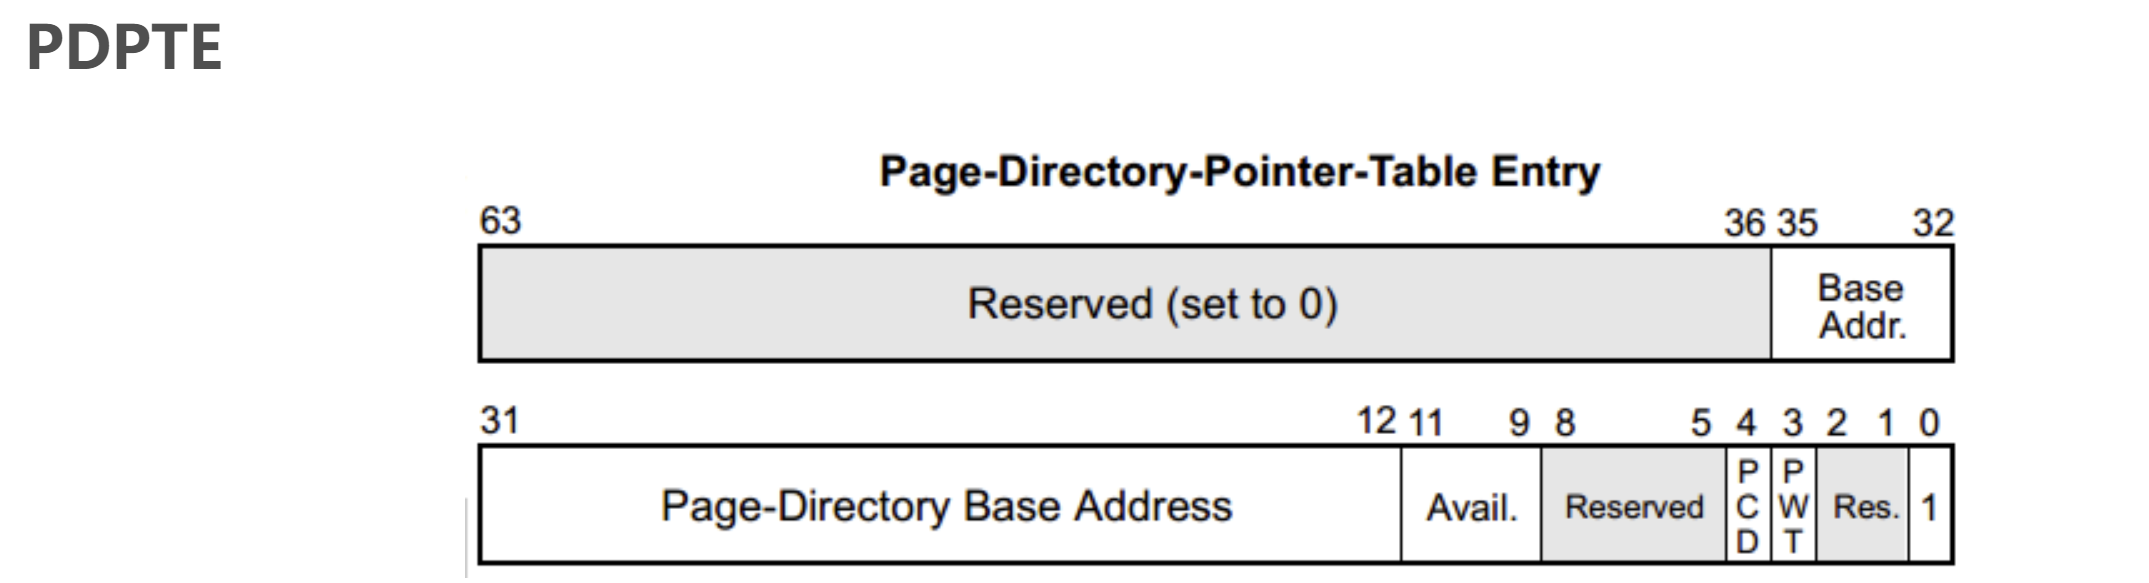 PDPTE
Page-Directory-Pointer-Table Entry
63 36 35 32
Reserved (set to 0)
Base
Addr.
31 12 11 9 8 5 4 3 2 1 0
Page-Directory Base Address Avail. Reserved PCD PWT Res. 1